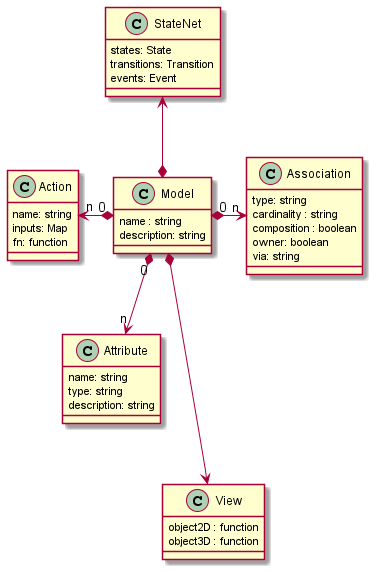 C StateNet
states: State
transitions: Transition
events: Event
C Action
name: string
inputs: Map
fn: function
n 0
C Model
name : string
description: string
0 n
C Association
type: string
cardinality : string
composition : boolean
owner: boolean
via: string
0
n
C Attribute
name: string
type: string
description: string
C View
object2D : function
object3D : function